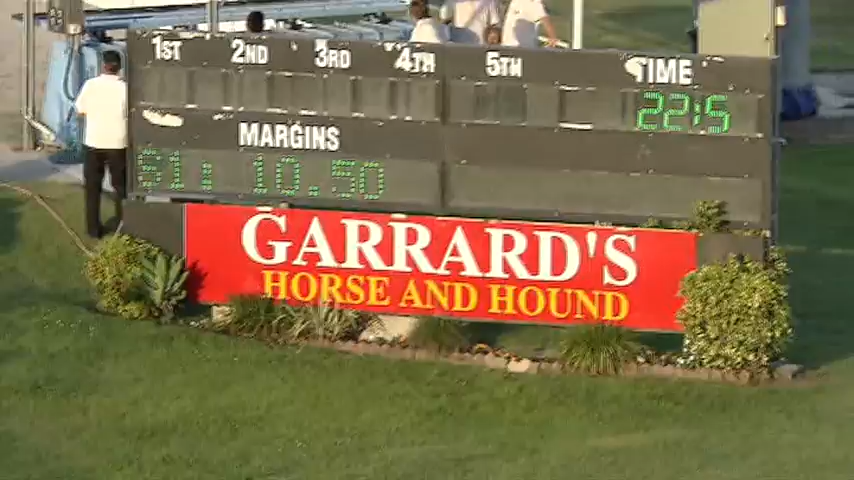 1ST 2ND 3RD 4TH 5TH TIME
22:5
MARGINS
10.50
GARRARD'S
HORSE AND HOUND